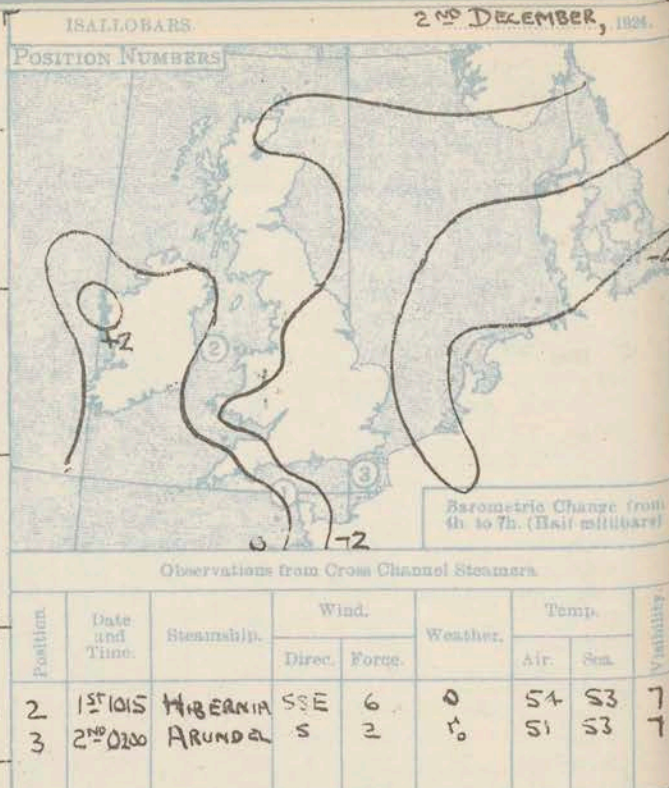 ISALLOBARS
2ND DECEMBER, 1924.
POSITION NUMBERS
+2
2
3
1
0
-2
Barometric Change from
4h. to 7h. (Half millibars)
Observations from Cross Channel Steamers.
Position
Date and Time.
Steamship.
Wind.
Direc.
Force.
Weather.
Temp.
Air.
Sea.
Visibility.
2 1ST 1015 HIBERNIA SSE 6 O 54 53 7
3 2ND 0200 ARUNDEL S 2 51 53 7